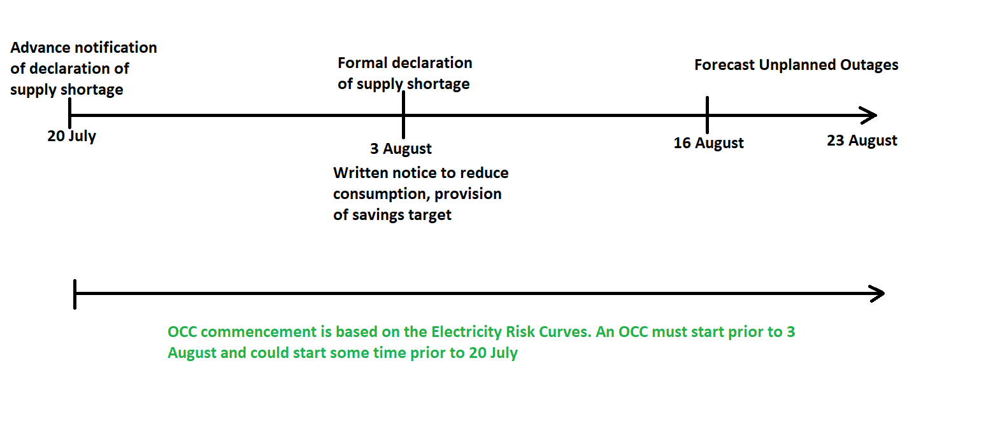 Advance notification
of declaration of
supply shortage
Formal declaration
of supply shortage
Forecast Unplanned Outages
20 July
3 August
16 August
23 August
Written notice to reduce
consumption, provision
of savings target
OCC commencement is based on the Electricity Risk Curves. An OCC must start prior to 3
August and could start some time prior to 20 July